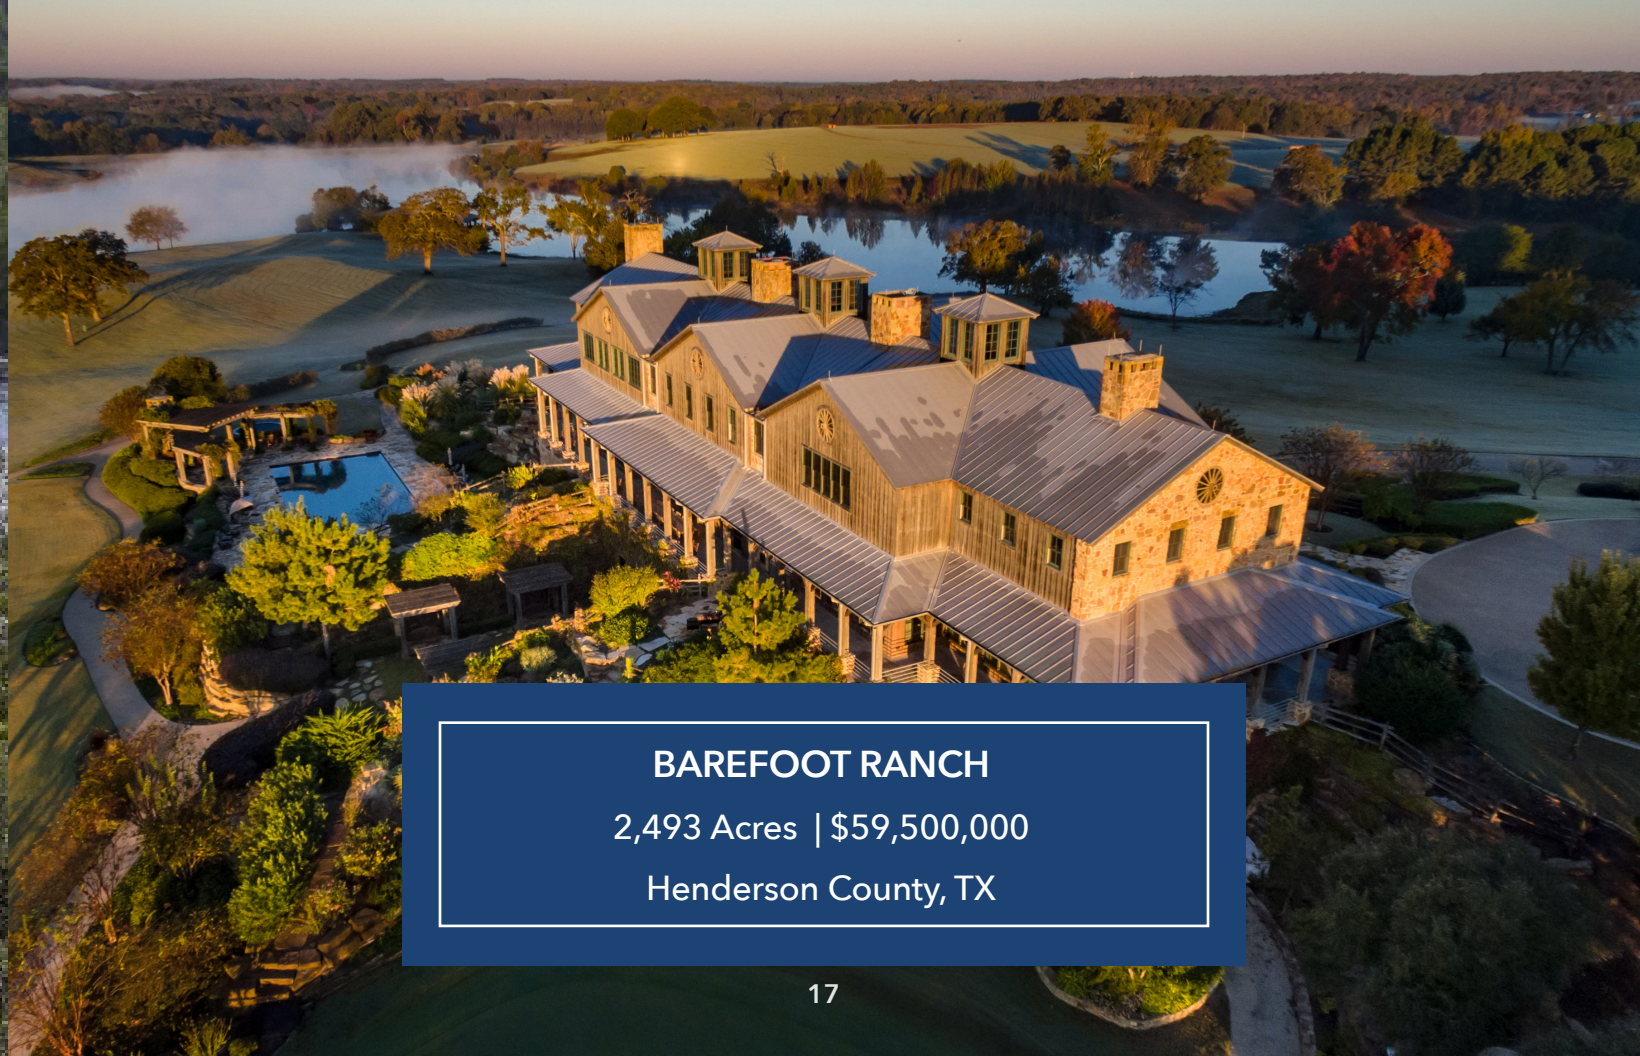 BAREFOOT RANCH
2,493 Acres | $59,500,000
Henderson County, TX
17